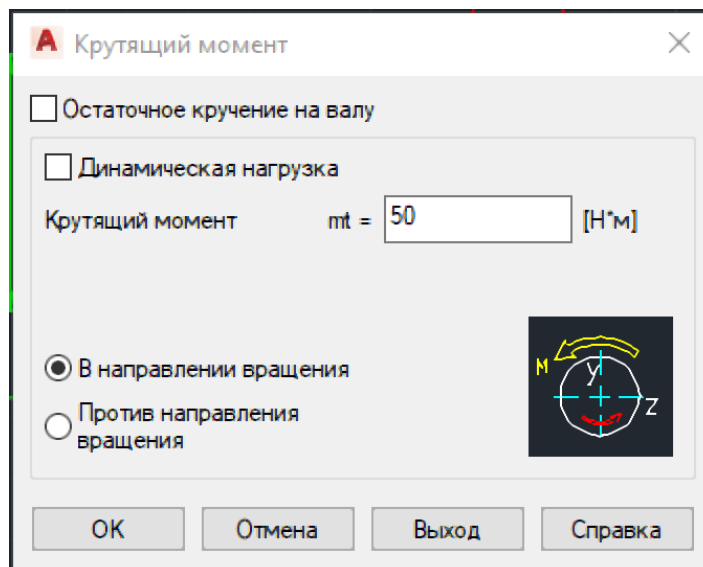 Крутящий момент
Остаточное кручение на валу
Динамическая нагрузка
Крутящий момент mt = 50 [Н*м]
В направлении вращения
Против направления
вращения
M
y
Z
ОК Отмена Выход Справка